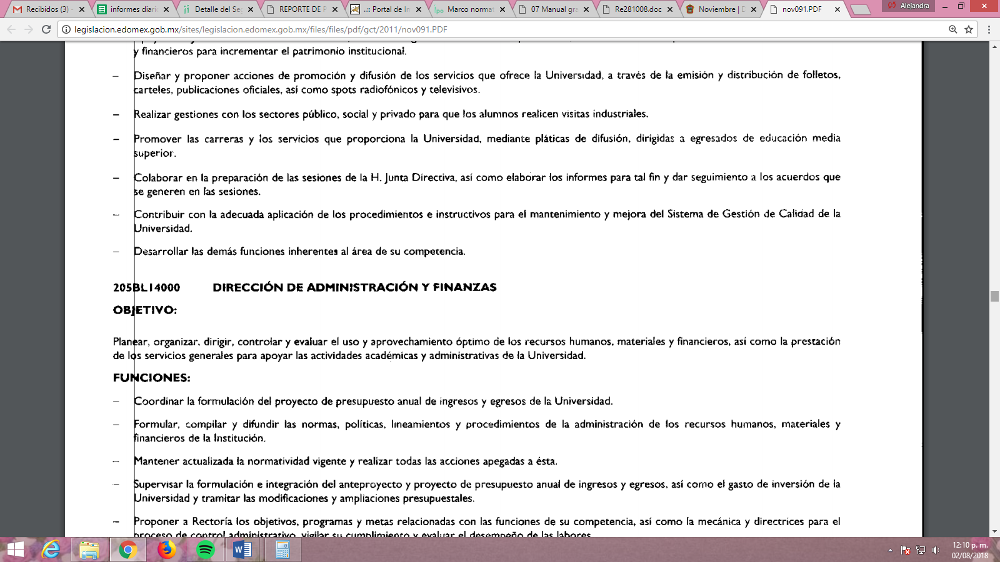 Recibidos (3) -
informes diari
Detalle del Se
REPORTE DE P
..:: Portal de In
Marco normat
07 Manual gra
Re281008.doc
Noviembre | D
nov091.PDF
Alejandra
legislacion.edomex.gob.mx/sites/legislacion.edomex.gob.mx/files/files/pdf/gct/2011/nov091.PDF
y financieros para incrementar el patrimonio institucional.
– Diseñar y proponer acciones de promoción y difusión de los servicios que ofrece la Universidad, a través de la emisión y distribución de folletos,
carteles, publicaciones oficiales, así como spots radiofónicos y televisivos.
– Realizar gestiones con los sectores público, social y privado para que los alumnos realicen visitas industriales.
– Promover las carreras y los servicios que proporciona la Universidad, mediante pláticas de difusión, dirigidas a egresados de educación media
superior.
– Colaborar en la preparación de las sesiones de la H. Junta Directiva, así como elaborar los informes para tal fin y dar seguimiento a los acuerdos que
se generen en las sesiones.
– Contribuir con la adecuada aplicación de los procedimientos e instructivos para el mantenimiento y mejora del Sistema de Gestión de Calidad de la
Universidad.
– Desarrollar las demás funciones inherentes al área de su competencia.
205BL14000 DIRECCIÓN DE ADMINISTRACIÓN Y FINANZAS
OBJETIVO:
Planear, organizar, dirigir, controlar y evaluar el uso y aprovechamiento óptimo de los recursos humanos, materiales y financieros, así como la prestación
de los servicios generales para apoyar las actividades académicas y administrativas de la Universidad.
FUNCIONES:
– Coordinar la formulación del proyecto de presupuesto anual de ingresos y egresos de la Universidad.
– Formular, compilar y difundir las normas, políticas, lineamientos y procedimientos de la administración de los recursos humanos, materiales y
financieros de la Institución.
– Mantener actualizada la normatividad vigente y realizar todas las acciones apegadas a ésta.
– Supervisar la formulación e integración del anteproyecto y proyecto de presupuesto anual de ingresos y egresos, así como el gasto de inversión de la
Universidad y tramitar las modificaciones y ampliaciones presupuestales.
– Proponer a Rectoría los objetivos, programas y metas relacionadas con las funciones de su competencia, así como la mecánica y directrices para el
proceso de control administrativo, vigilar su cumplimiento y evaluar el desempeño de las labores.
12:10 p. m.
02/08/2018